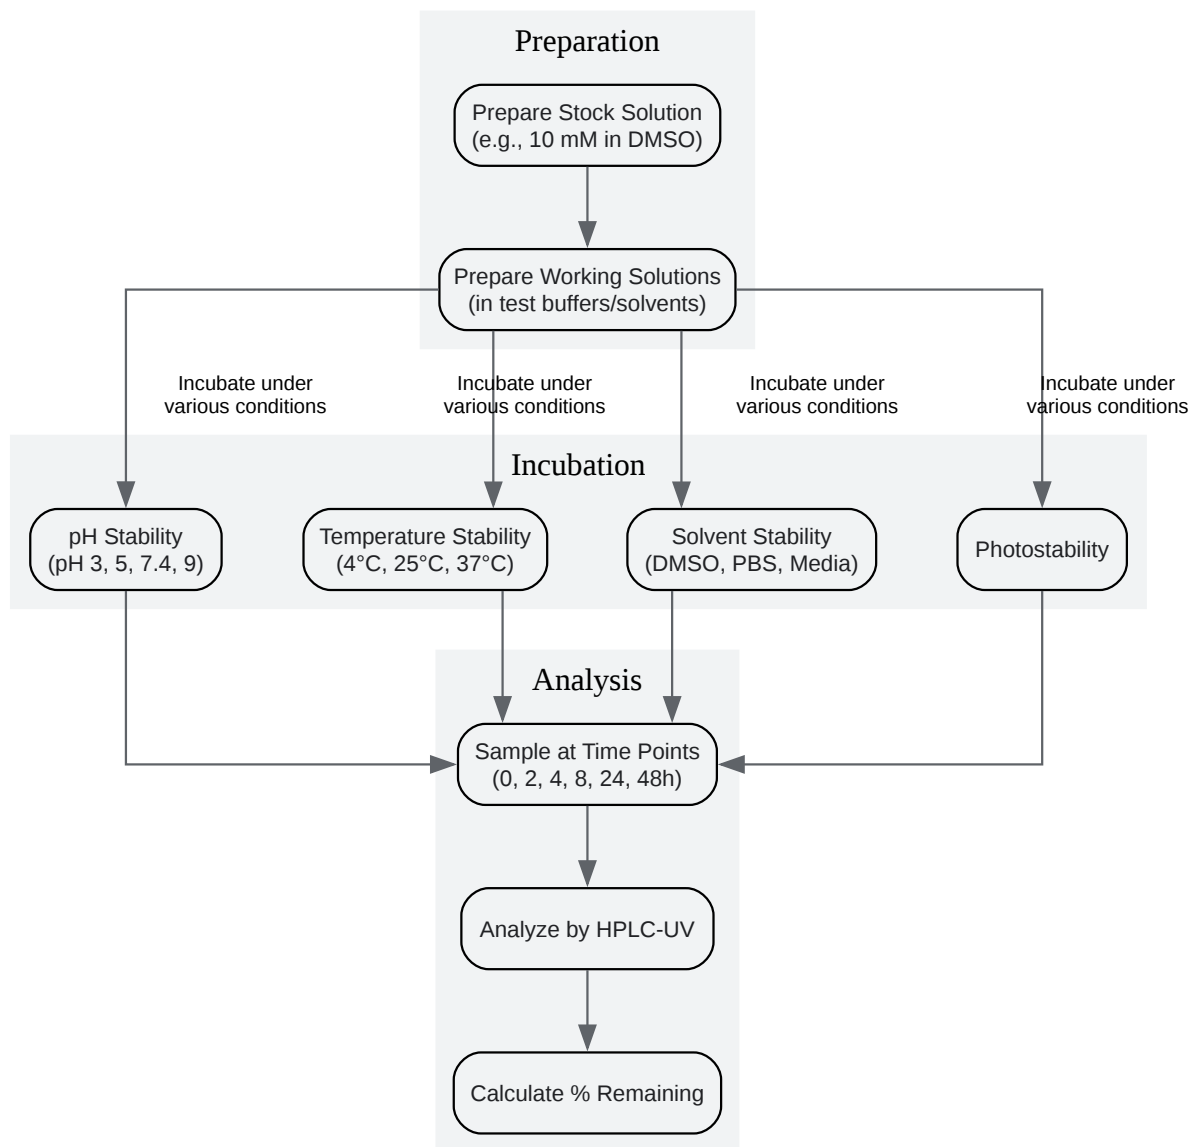 Preparation
Prepare Stock Solution
(e.g., 10 mM in DMSO)
Prepare Working Solutions
(in test buffers/solvents)
Incubate under
various conditions
Incubate under
various conditions
Incubate under
various conditions
Incubate under
various conditions
Incubation
pH Stability
(pH 3, 5, 7.4, 9)
Temperature Stability
(4°C, 25°C, 37°C)
Solvent Stability
(DMSO, PBS, Media)
Photostability
Analysis
Sample at Time Points
(0, 2, 4, 8, 24, 48h)
Analyze by HPLC-UV
Calculate % Remaining